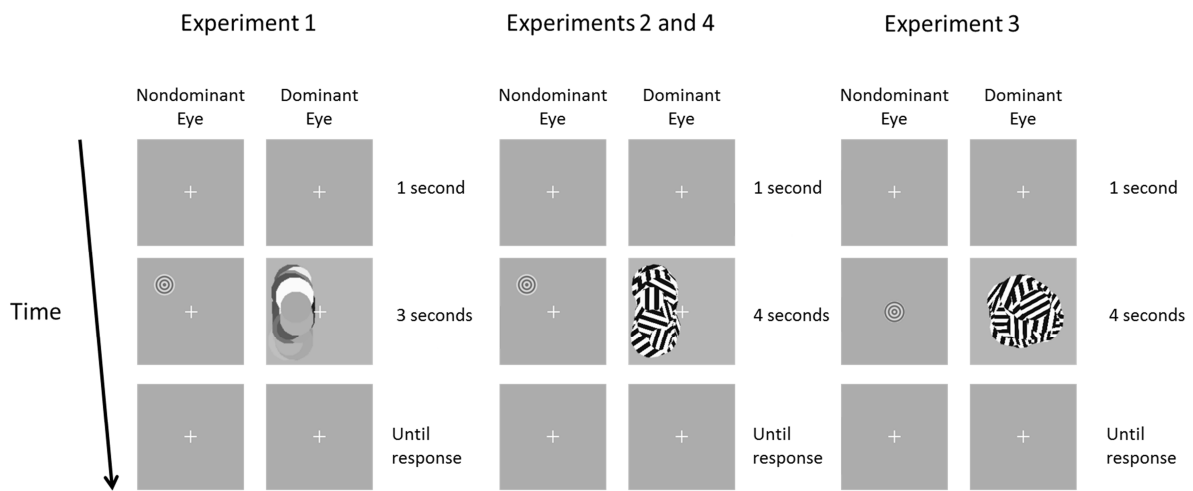 Experiment 1
Experiments 2 and 4
Experiment 3
Nondominant
Eye
Dominant
Eye
Nondominant
Eye
Dominant
Eye
Nondominant
Eye
Dominant
Eye
1 second
1 second
1 second
Time
3 seconds
4 seconds
4 seconds
Until
response
Until
response
Until
response